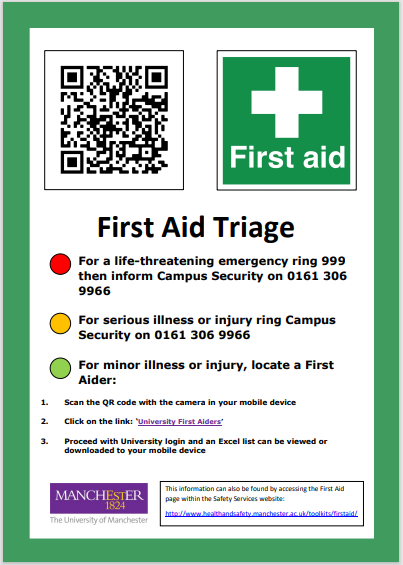 First aid
First Aid Triage
For a life-threatening emergency ring 999
then inform Campus Security on 0161 306
9966
For serious illness or injury ring Campus
Security on 0161 306 9966
For minor illness or injury, locate a First
Aider:
1. Scan the QR code with the camera in your mobile device
2. Click on the link: ‘University First Aiders’
3. Proceed with University login and an Excel list can be viewed or
downloaded to your mobile device
MANCHESTER
1824
The University of Manchester
This information can also be found by accessing the First Aid
page within the Safety Services website:
http://www.healthandsafety.manchester.ac.uk/toolkits/firstaid/